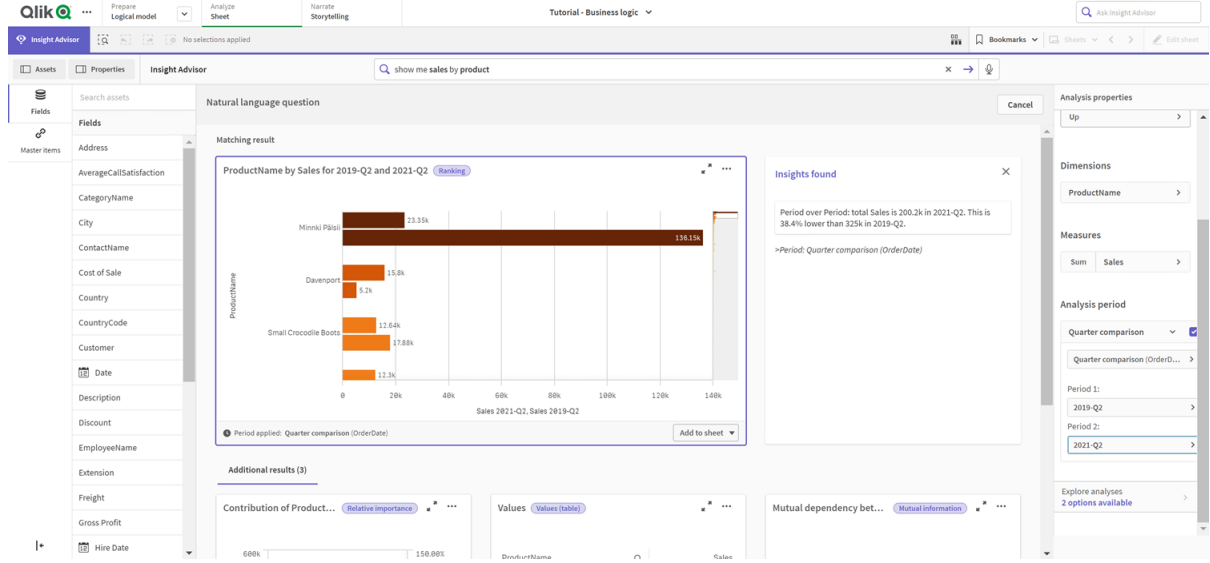 Qlik
...
Prepare
Logical model
Analyze
Sheet
Narrate
Storytelling
Tutorial - Business logic
Ask Insight Advisor
Insight Advisor
No selections applied
Bookmarks
Sheets
Edit sheet
Assets
Properties
Insight Advisor
show me sales by product
Fields
Master items
Search assets
Fields
Address
AverageCallSatisfaction
CategoryName
City
ContactName
Cost of Sale
Country
CountryCode
Customer
Date
Description
Discount
EmployeeName
Extension
Freight
Gross Profit
Hire Date
Natural language question
Cancel
Matching result
ProductName by Sales for 2019-Q2 and 2021-Q2
Ranking
ProductName
Minnki Pälsii
23.35k
136.15k
Davenport
15.8k
5.2k
Small Crocodile Boots
12.64k
17.88k
12.3k
0 20k 40k 60k 80k 100k 120k 140k
Sales 2021-Q2, Sales 2019-Q2
Period applied: Quarter comparison (OrderDate)
Add to sheet
Insights found
Period over Period: total Sales is 200.2k in 2021-Q2. This is
38.4% lower than 325k in 2019-Q2.
>Period: Quarter comparison (OrderDate)
Additional results (3)
Contribution of Product...
Relative importance
600k
150.00%
Values
Values (table)
ProductName
Sales
Mutual dependency bet...
Mutual information
Analysis properties
Up
Dimensions
ProductName
Measures
Sum
Sales
Analysis period
Quarter comparison
Quarter comparison (OrderD...
Period 1:
2019-Q2
Period 2:
2021-Q2
Explore analyses
2 options available